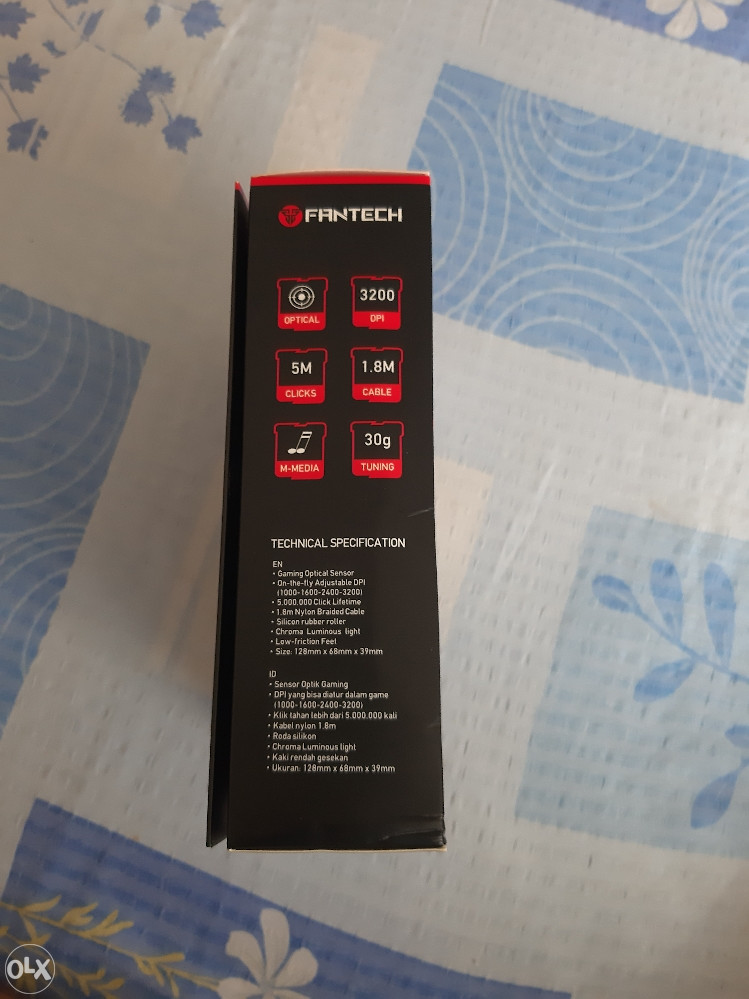 FANTECH
OPTICAL
3200
DPI
5M
CLICKS
1.8M
CABLE
M-MEDIA
30g
TUNING
TECHNICAL SPECIFICATION
EN
• Gaming Optical Sensor
• On-the-fly Adjustable DPI
(1000-1600-2400-3200)
• 5.000.000 Click Lifetime
• 1.8m Nylon Braided Cable
• Silicon rubber roller
• Chroma Luminous light
• Low-friction Feet
• Size: 128mm x 68mm x 39mm
ID
• Sensor Optik Gaming
• DPI yang bisa diatur dalam game
(1000-1600-2400-3200)
• Klik tahan lebih dari 5.000.000 kali
• Kabel nylon 1.8m
• Roda silikon
• Chroma Luminous light
• Kaki rendah gesekan
• Ukuran: 128mm x 68mm x 39mm
OLX